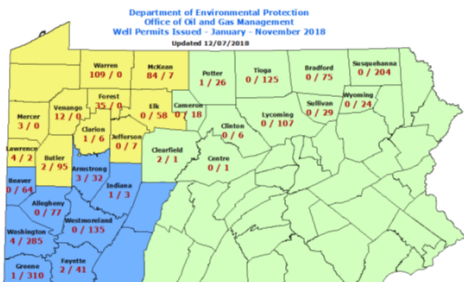 Department of Environmental Protection
Office of Oil and Gas Management
Well Permits Issued - January - November 2018
Updated 12/07/2018
Warren
109 / 0
McKean
84 / 7
Potter
1 / 26
Tioga
0 / 125
Bradford
0 / 75
Susquehanna
0 / 204
Forest
35 / 0
Elk
0 / 58
Cameron
0 / 18
Sullivan
0 / 29
Wyoming
0 / 24
Mercer
3 / 0
Venango
12 / 0
Clarion
1 / 6
Jefferson
0 / 7
Clinton
0 / 6
Lycoming
0 / 107
Lawrence
4 / 2
Butler
2 / 95
Clearfield
2 / 1
Centre
0 / 1
Beaver
0 / 64
Armstrong
3 / 32
Indiana
1 / 3
Allegheny
0 / 77
Westmoreland
0 / 135
Washington
4 / 285
Greene
1 / 310
Fayette
2 / 41